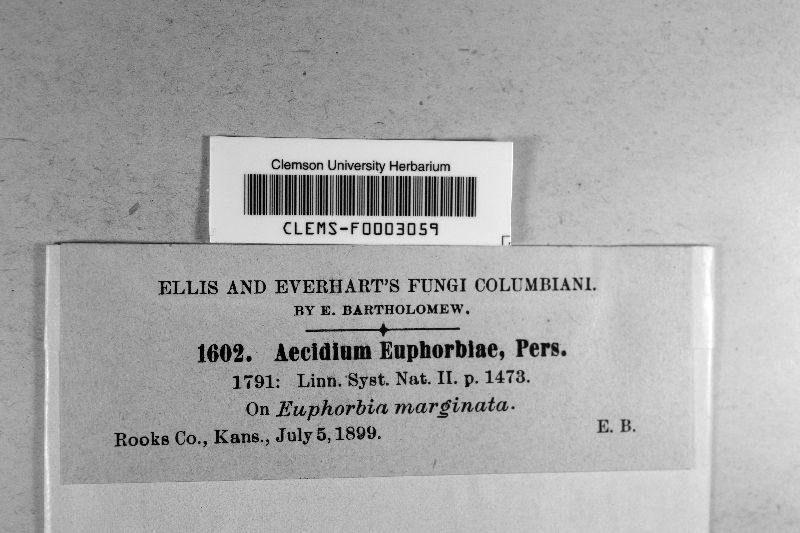 Clemson University Herbarium
CLEMS-F0003059
ELLIS AND EVERHART'S FUNGI COLUMBIANI.
BY E. BARTHOLOMEW.
1602. Aecidium Euphorbiae, Pers.
1791: Linn. Syst. Nat. II. p. 1473.
On Euphorbia marginata.
Rooks Co., Kans., July 5, 1899.
E. B.